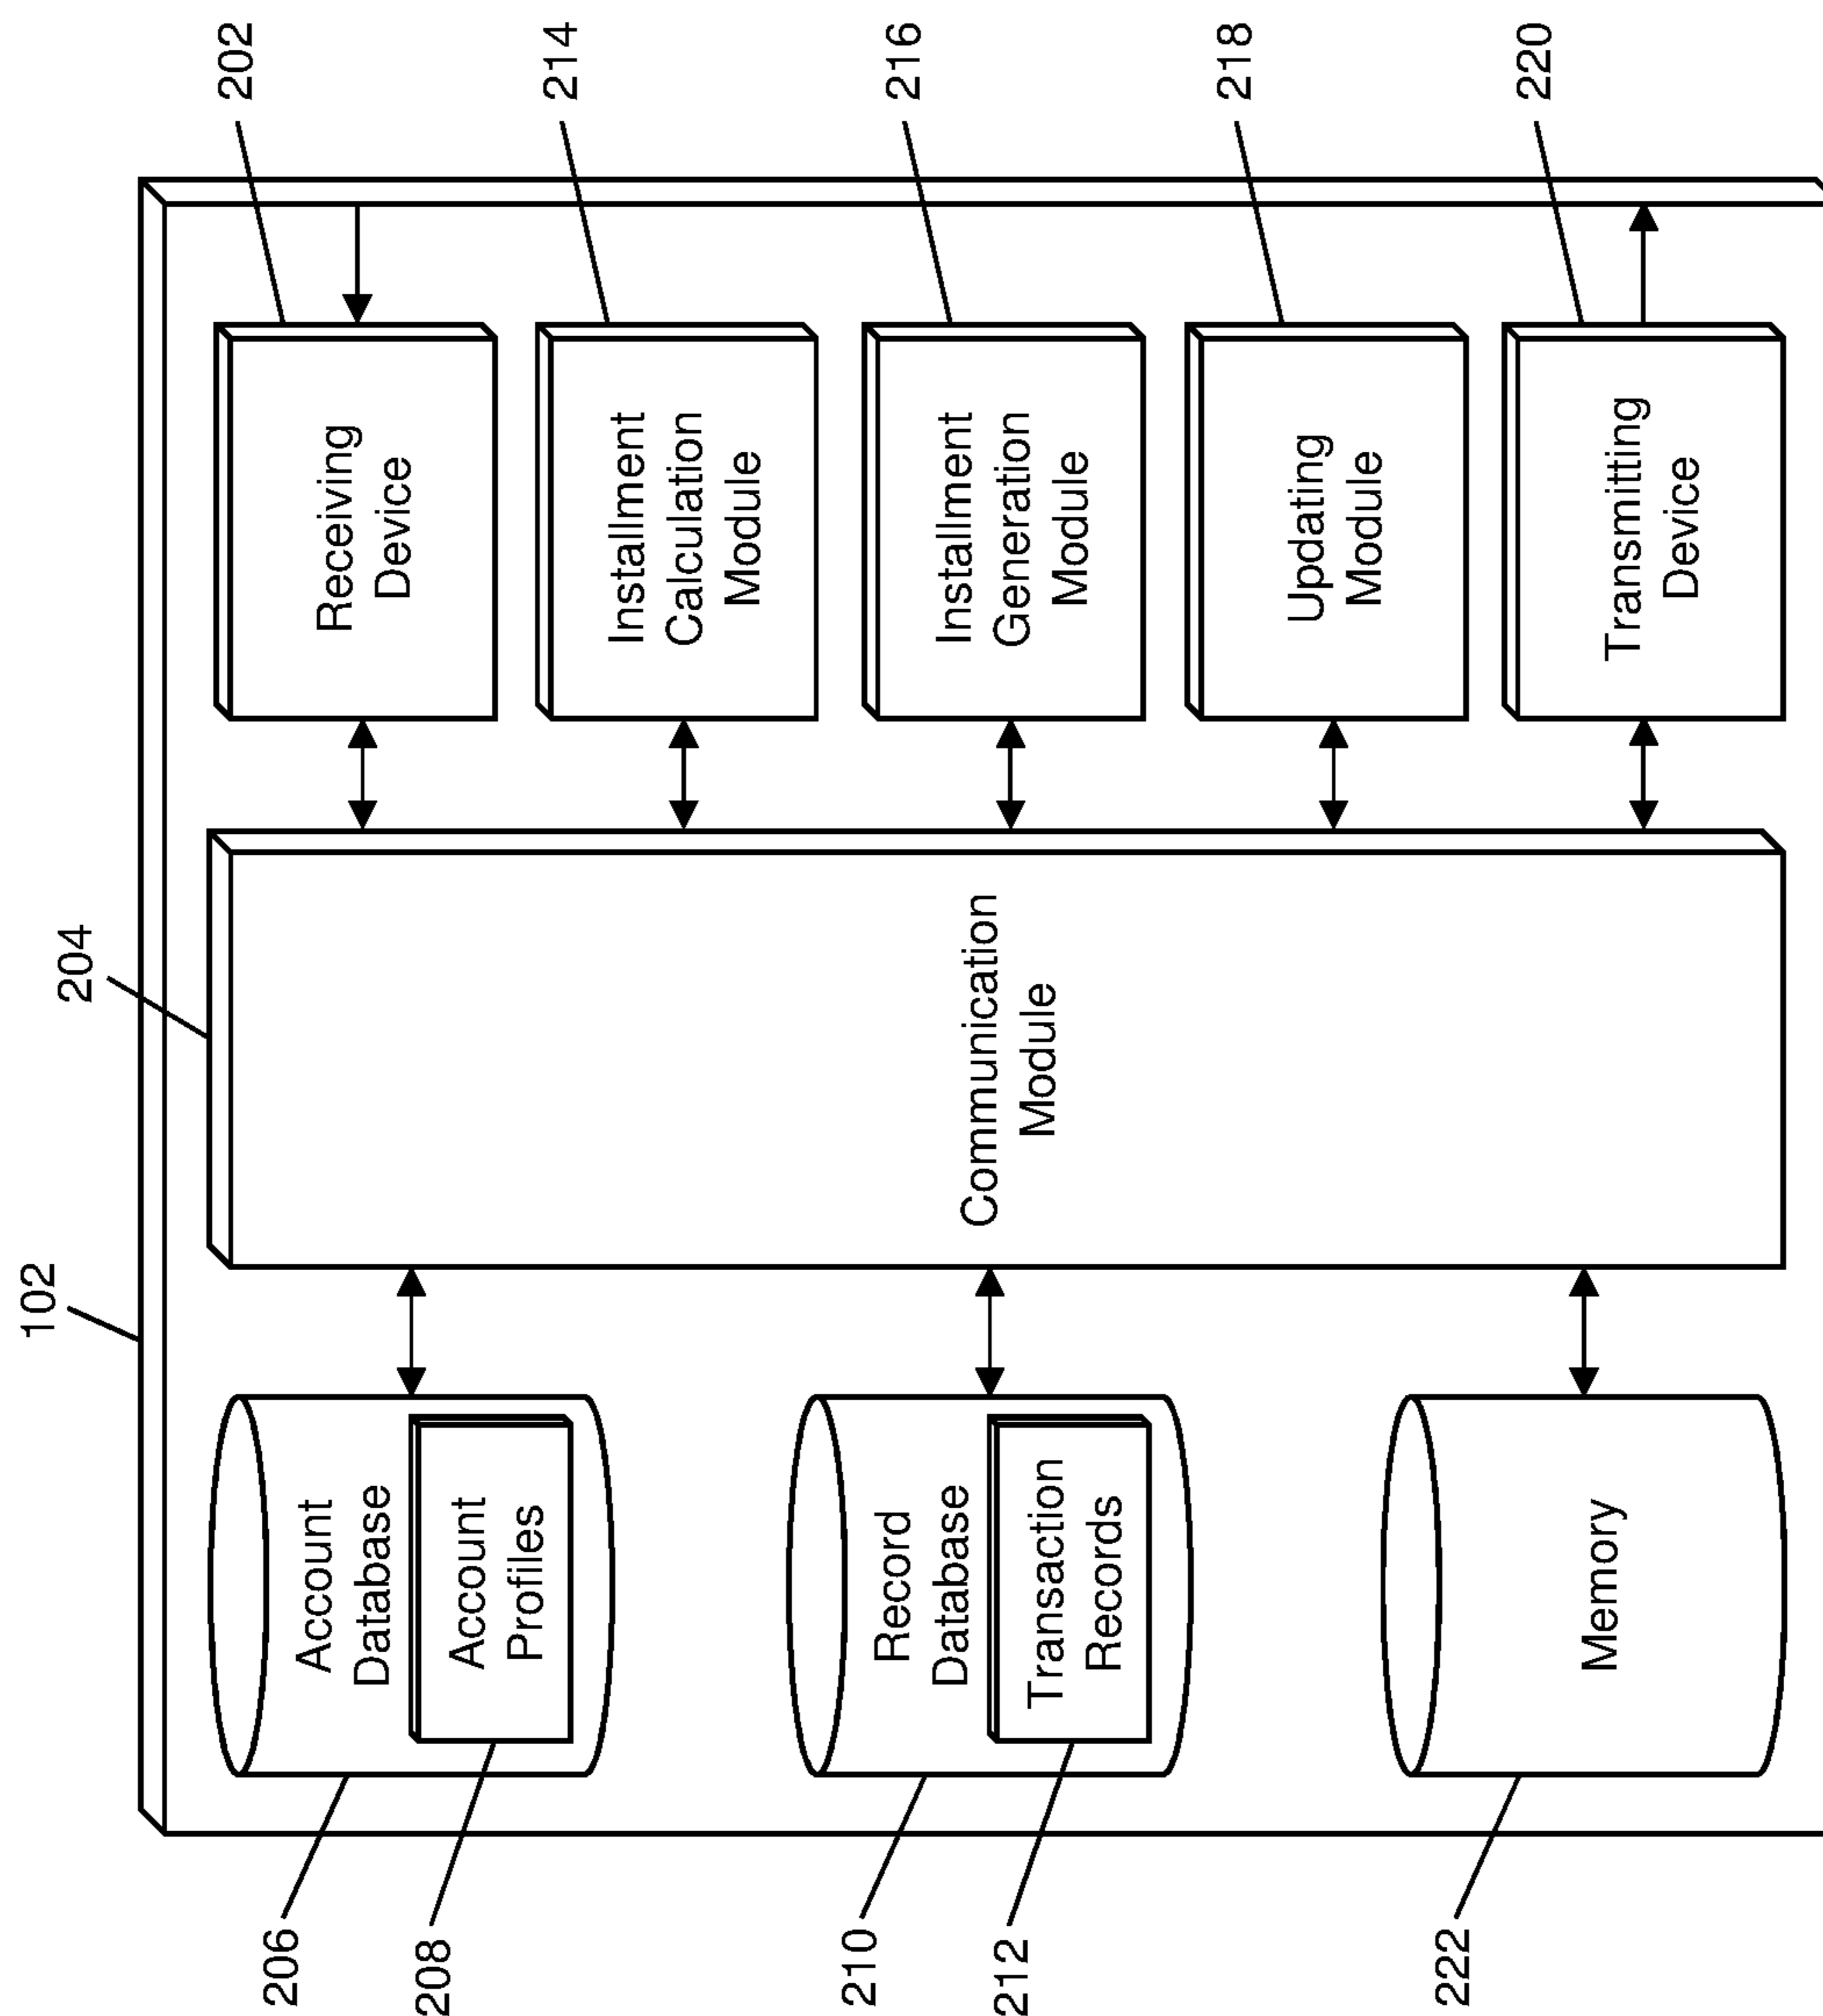 102
204
206
Account
Database
208
Account
Profiles
210
Record
Database
212
Transaction
Records
222
Memory
Communication
Module
202
Receiving
Device
214
Installment
Calculation
Module
216
Installment
Generation
Module
218
Updating
Module
220
Transmitting
Device